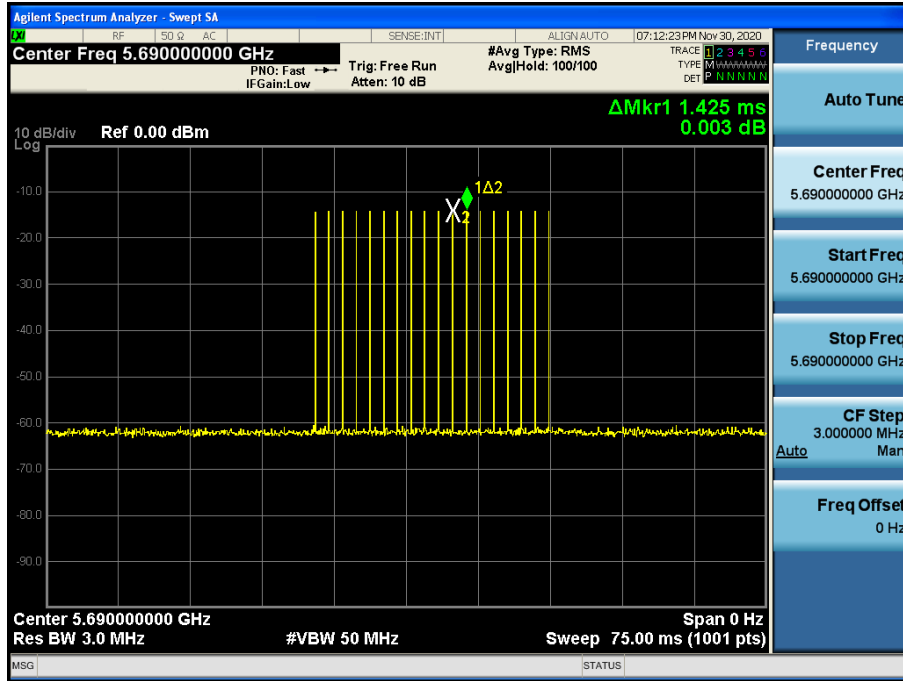 Agilent Spectrum Analyzer - Swept SA
LXI RF 50 Ω AC SENSE:INT ALIGN AUTO 07:12:23 PM Nov 30, 2020
Center Freq 5.690000000 GHz #Avg Type: RMS TRACE 1 2 3 4 5 6
PNO: Fast Trig: Free Run Avg|Hold: 100/100 TYPE M
IFGain:Low Atten: 10 dB DET P N N N N N
ΔMkr1 1.425 ms
0.003 dB
10 dB/div Ref 0.00 dBm
Log
1Δ2
X2
-10.0
-20.0
-30.0
-40.0
-50.0
-60.0
-70.0
-80.0
-90.0
Center 5.690000000 GHz Span 0 Hz
Res BW 3.0 MHz #VBW 50 MHz Sweep 75.00 ms (1001 pts)
MSG STATUS
Frequency
Auto Tune
Center Freq
5.690000000 GHz
Start Freq
5.690000000 GHz
Stop Freq
5.690000000 GHz
CF Step
3.000000 MHz
Auto Man
Freq Offset
0 Hz